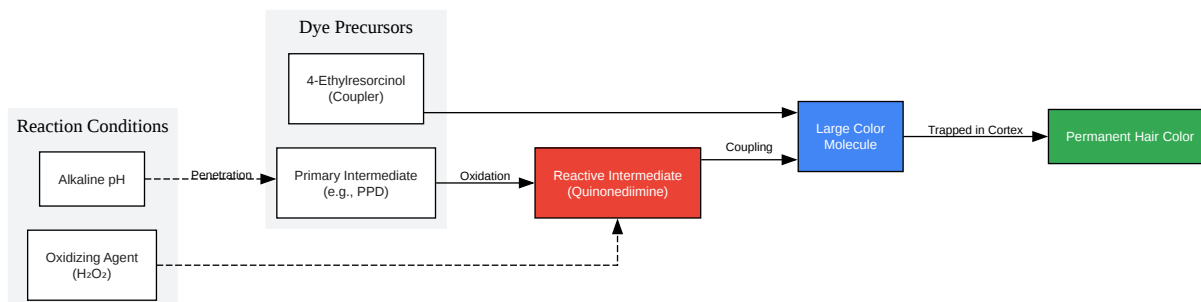 Dye Precursors
4-Ethylresorcinol
(Coupler)
Reaction Conditions
Large Color
Molecule
Trapped in Cortex
Permanent Hair Color
Coupling
Alkaline pH
Penetration
Primary Intermediate
(e.g., PPD)
Oxidation
Reactive Intermediate
(Quinonediimine)
Oxidizing Agent
(H₂O₂)